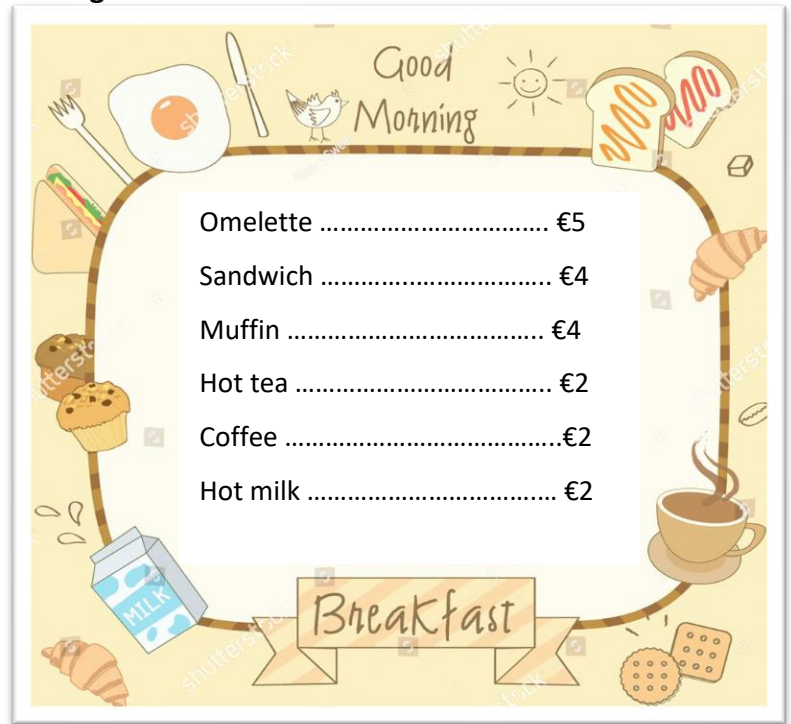 Good
Morning
Omelette ................................ €5
Sandwich ................................ €4
Muffin ................................ €4
Hot tea ................................ €2
Coffee ................................€2
Hot milk ................................ €2
MILK
Breakfast